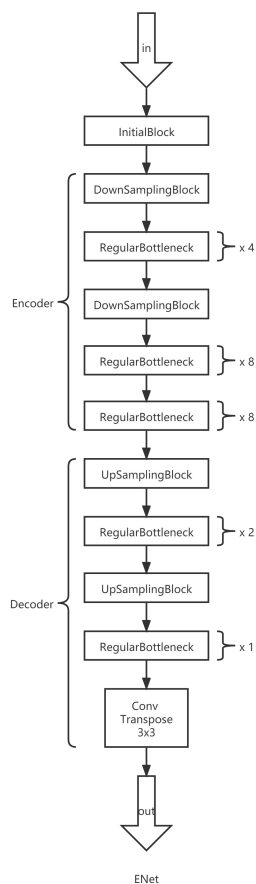 in
InitialBlock
DownSamplingBlock
RegularBottleneck
x 4
Encoder
DownSamplingBlock
RegularBottleneck
x 8
RegularBottleneck
x 8
UpSamplingBlock
RegularBottleneck
x 2
UpSamplingBlock
Decoder
RegularBottleneck
x 1
Conv
Transpose
3x3
out
ENet